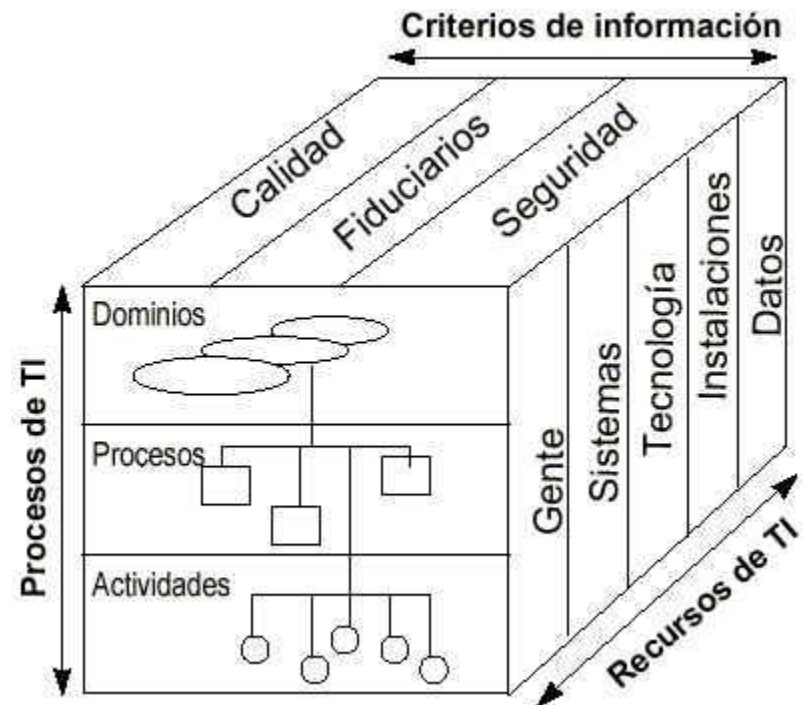 Criterios de información
Calidad
Fiduciarios
Seguridad
Procesos de TI
Dominios
Procesos
Actividades
Gente
Sistemas
Tecnología
Instalaciones
Datos
Recursos de TI